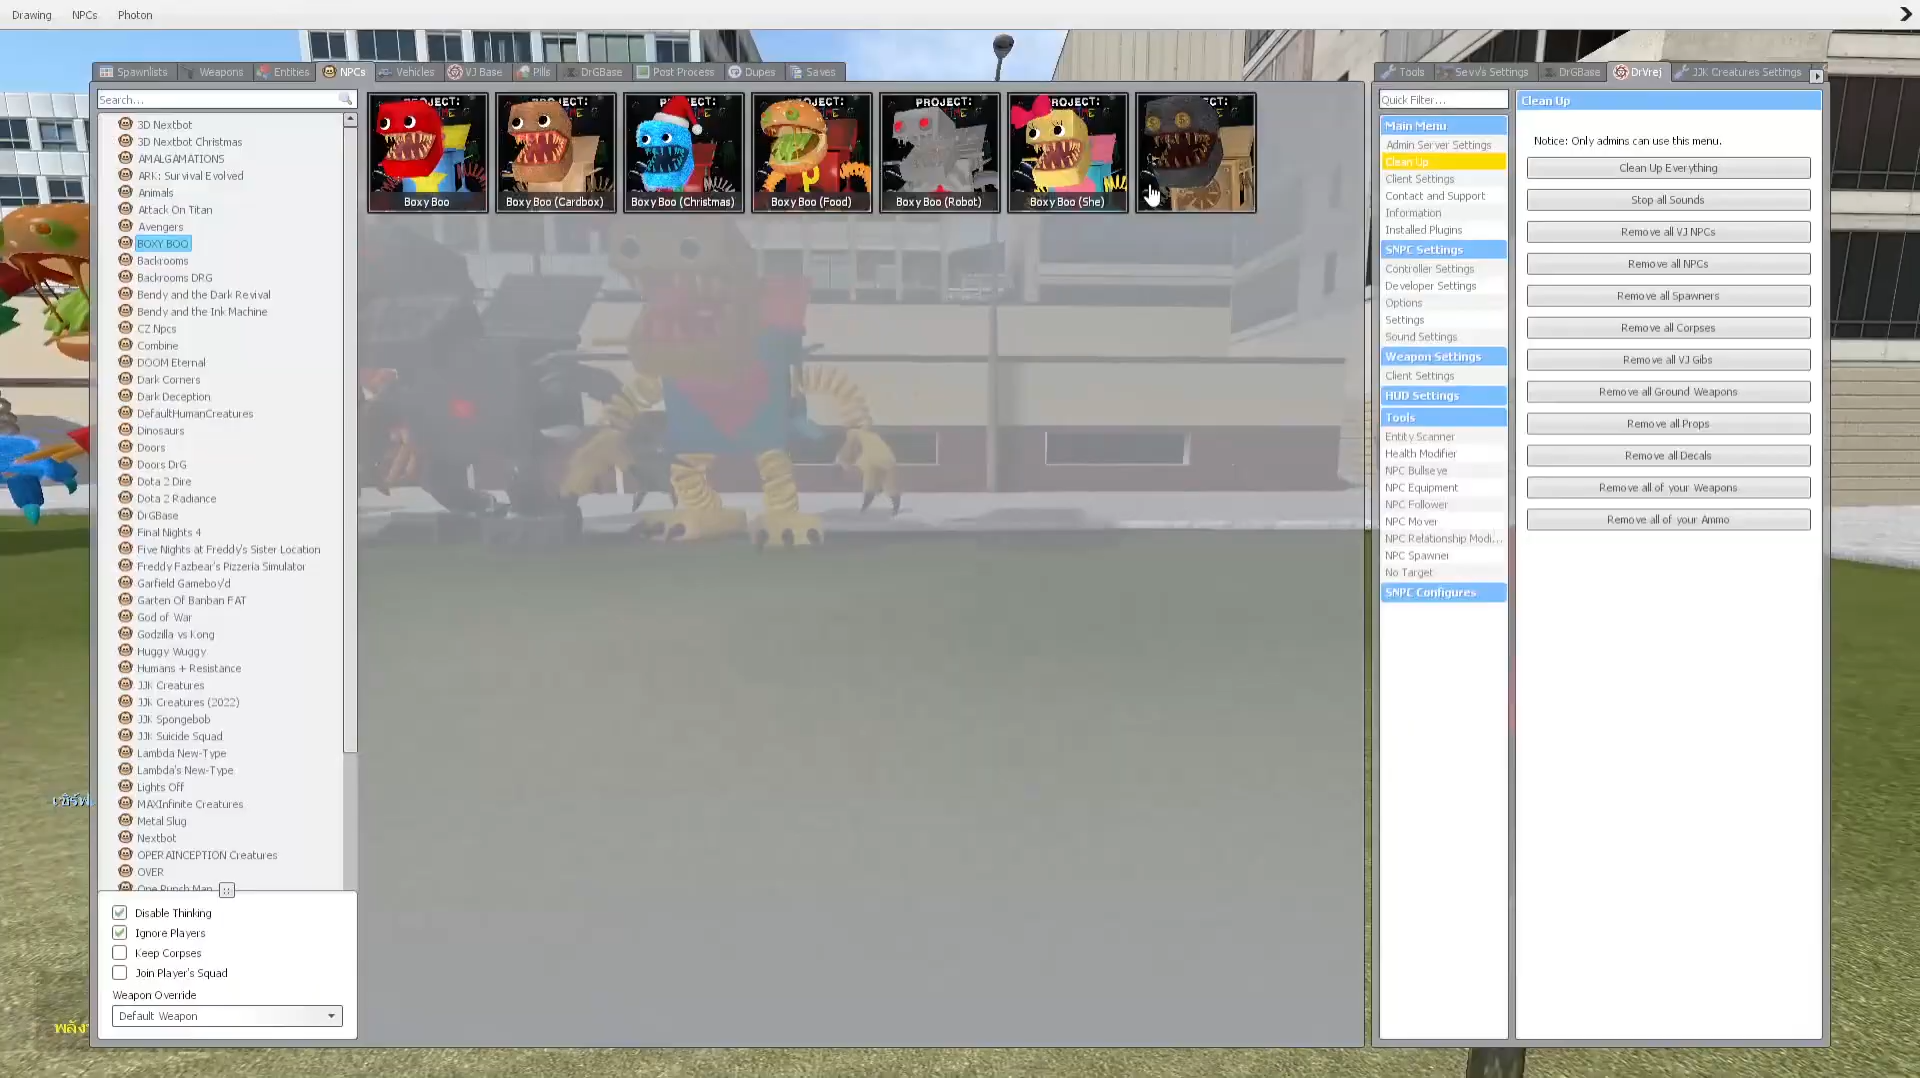 Drawing NPCs Photon
Spawnlists Weapons Entities NPCs Vehicles VJ Base Pills DrGBase Post Process Dupes Saves
Search...
3D Nextbot
3D Nextbot Christmas
AMALGAMATIONS
ARK: Survival Evolved
Animals
Attack On Titan
Avengers
BOXY BOO
Backrooms
Backrooms DRG
Bendy and the Dark Revival
Bendy and the Ink Machine
CZ Npcs
Combine
DOOM Eternal
Dark Corners
Dark Deception
DefaultHumanCreatures
Dinosaurs
Doors
Doors DrG
Dota 2 Dire
Dota 2 Radiance
DrGBase
Final Nights 4
Five Nights at Freddy's Sister Location
Freddy Fazbear's Pizzeria Simulator
Garfield Gameboy'd
Garten Of Banban FAT
God of War
Godzilla vs Kong
Huggy Wuggy
Humans + Resistance
JJK Creatures
JJK Creatures (2022)
JJK Spongebob
JJK Suicide Squad
Lambda New-Type
Lambda's New-Type
Lights Off
MAXInfinite Creatures
Metal Slug
Nextbot
OPERAINCEPTION Creatures
OVER
One Punch Man
Disable Thinking
Ignore Players
Keep Corpses
Join Player's Squad
Weapon Override
Default Weapon
PROJECT: PROJECT:
Boxy Boo Boxy Boo (Cardbox) Boxy Boo (Christmas) Boxy Boo (Food) Boxy Boo (Robot) Boxy Boo (She)
Tools Sevv's Settings DrGBase DrVrej JJK Creatures Settings
Quick Filter...
Main Menu
Admin Server Settings
Clean Up
Client Settings
Contact and Support
Information
Installed Plugins
SNPC Settings
Controller Settings
Developer Settings
Options
Settings
Sound Settings
Weapon Settings
Client Settings
HUD Settings
Tools
Entity Scanner
Health Modifier
NPC Bullseye
NPC Equipment
NPC Follower
NPC Mover
NPC Relationship Modi...
NPC Spawner
No Target
SNPC Configures
Clean Up
Notice: Only admins can use this menu.
Clean Up Everything
Stop all Sounds
Remove all VJ NPCs
Remove all NPCs
Remove all Spawners
Remove all Corpses
Remove all VJ Gibs
Remove all Ground Weapons
Remove all Props
Remove all Decals
Remove all of your Weapons
Remove all of your Ammo